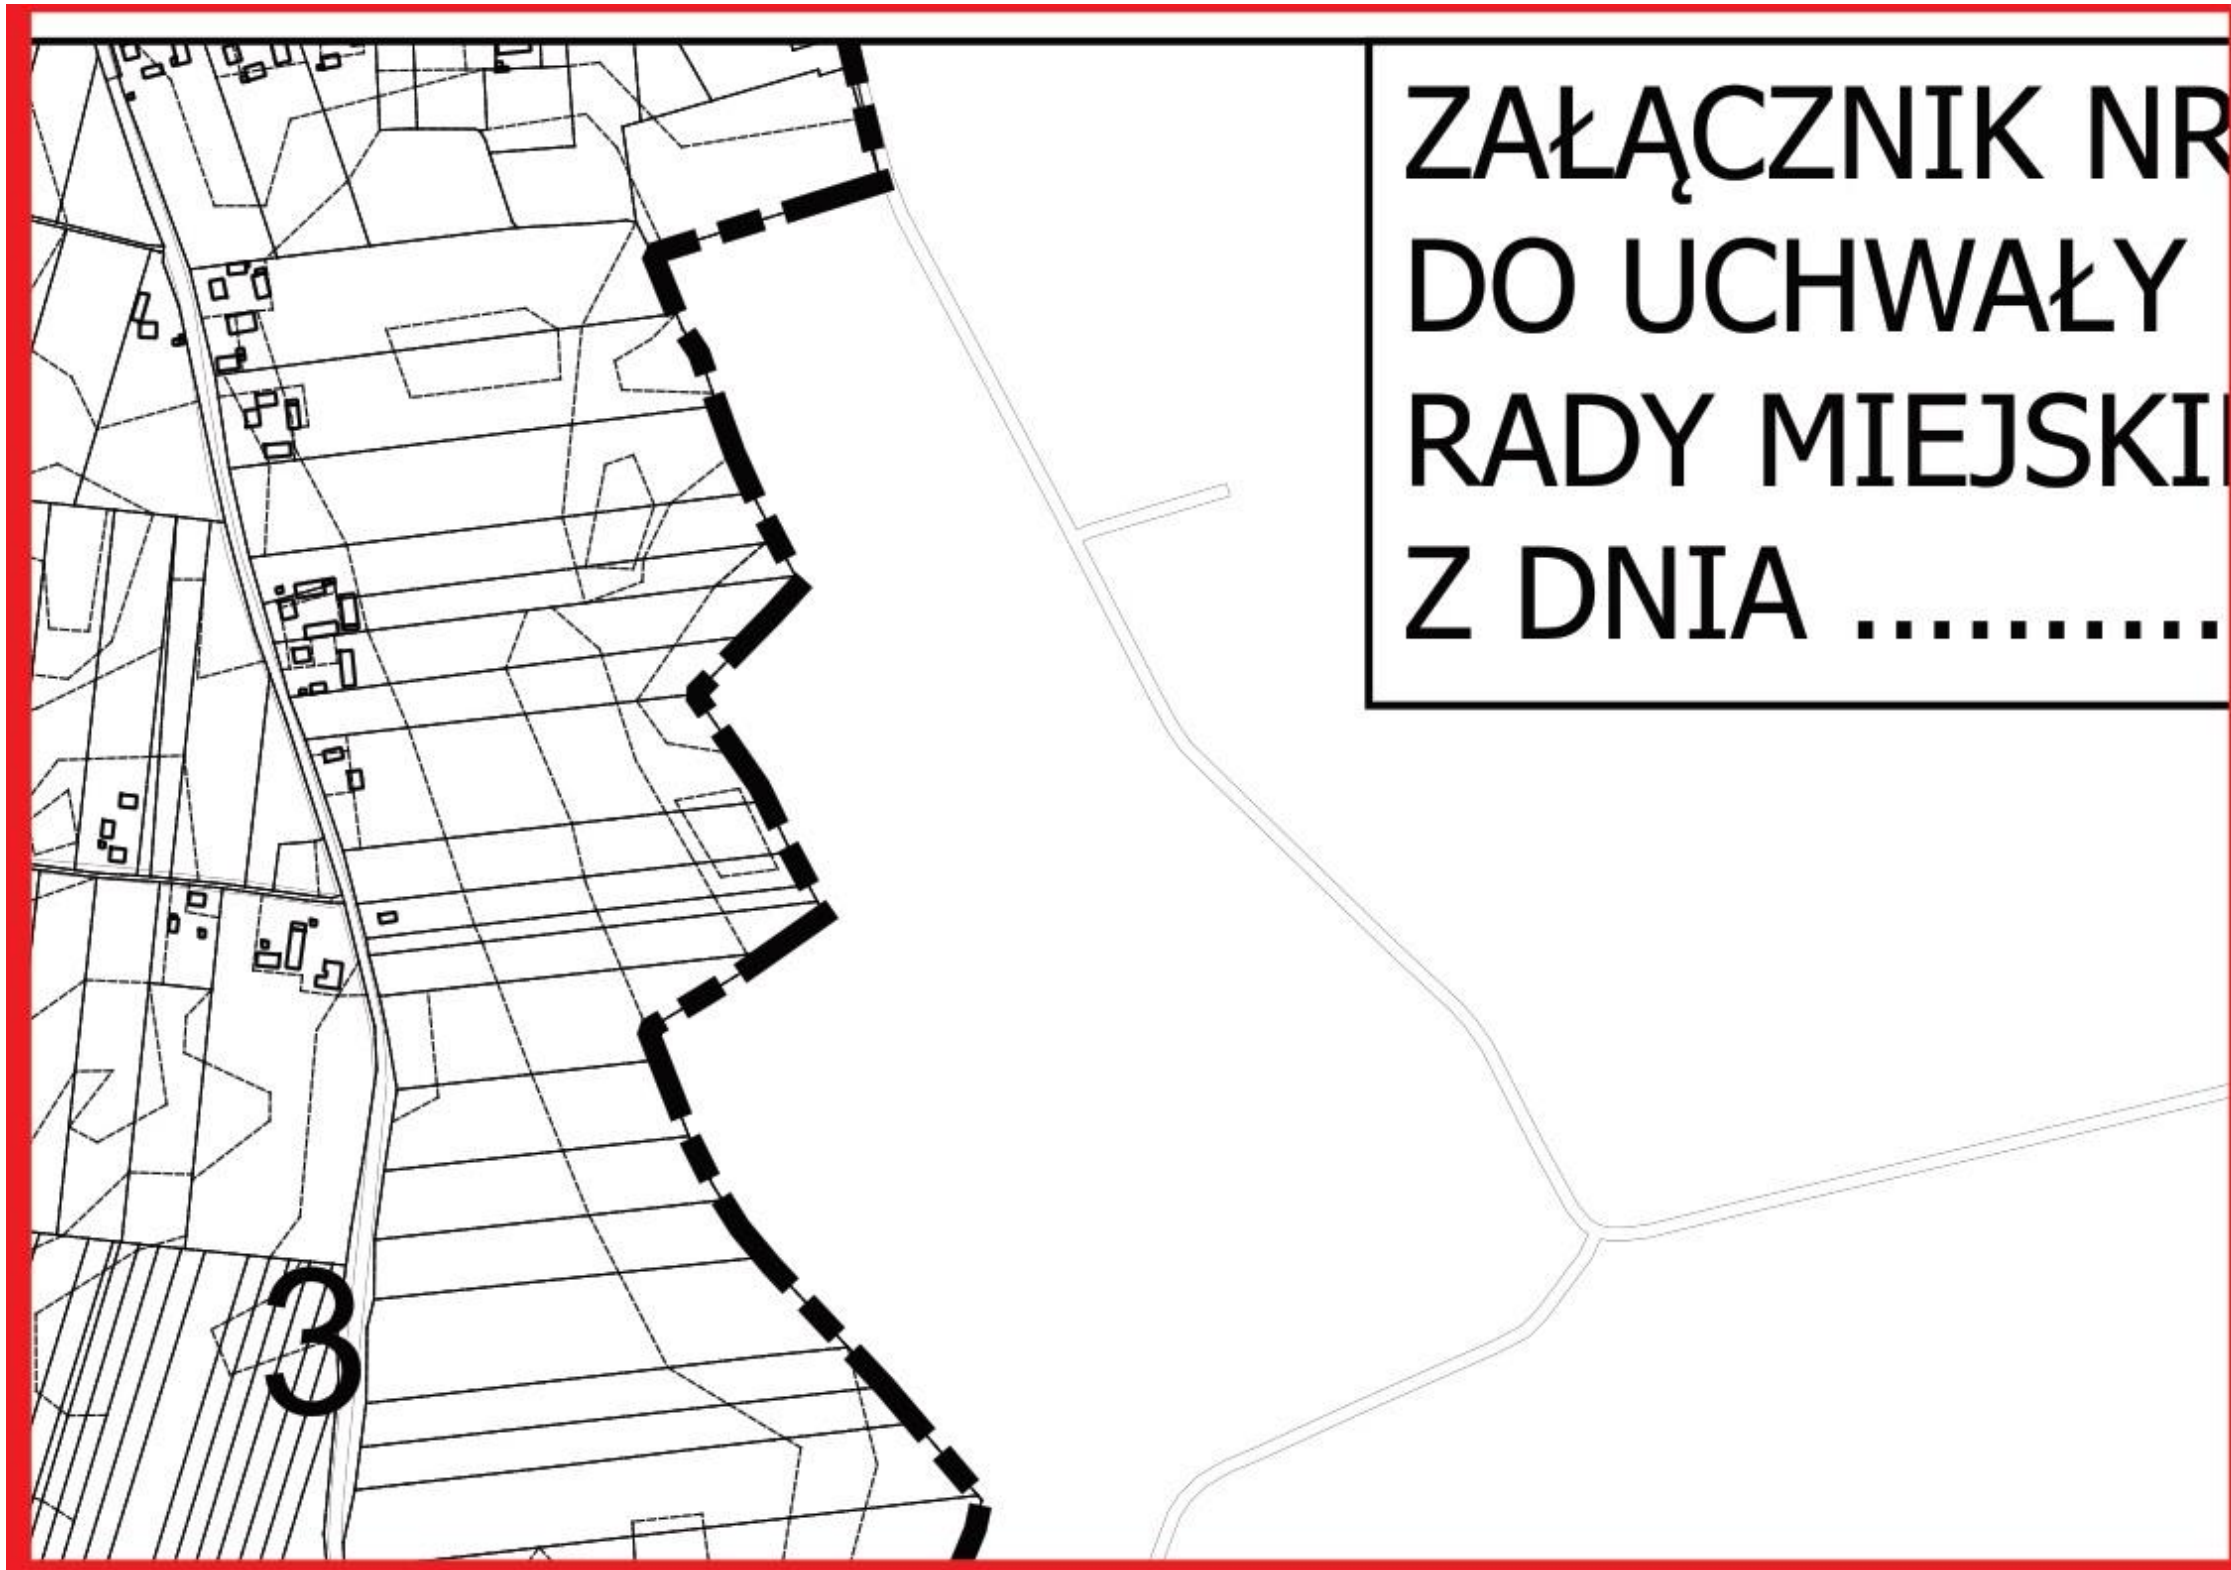 ZAŁĄCZNIK NR
DO UCHWAŁY
RADY MIEJSKI
Z DNIA ..........
3